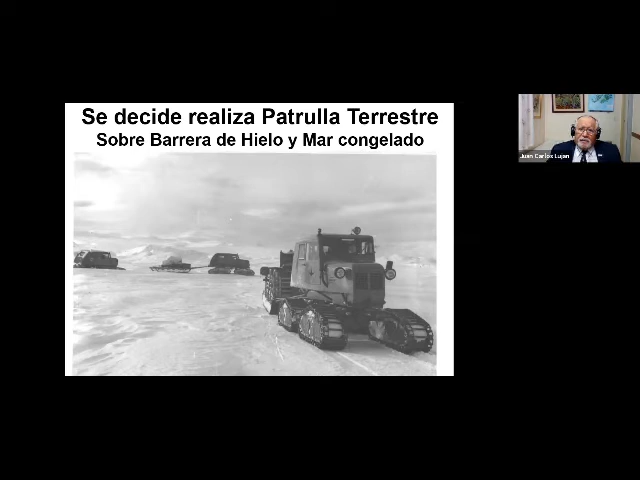 Se decide realiza Patrulla Terrestre
Sobre Barrera de Hielo y Mar congelado
Juan Carlos Lujan